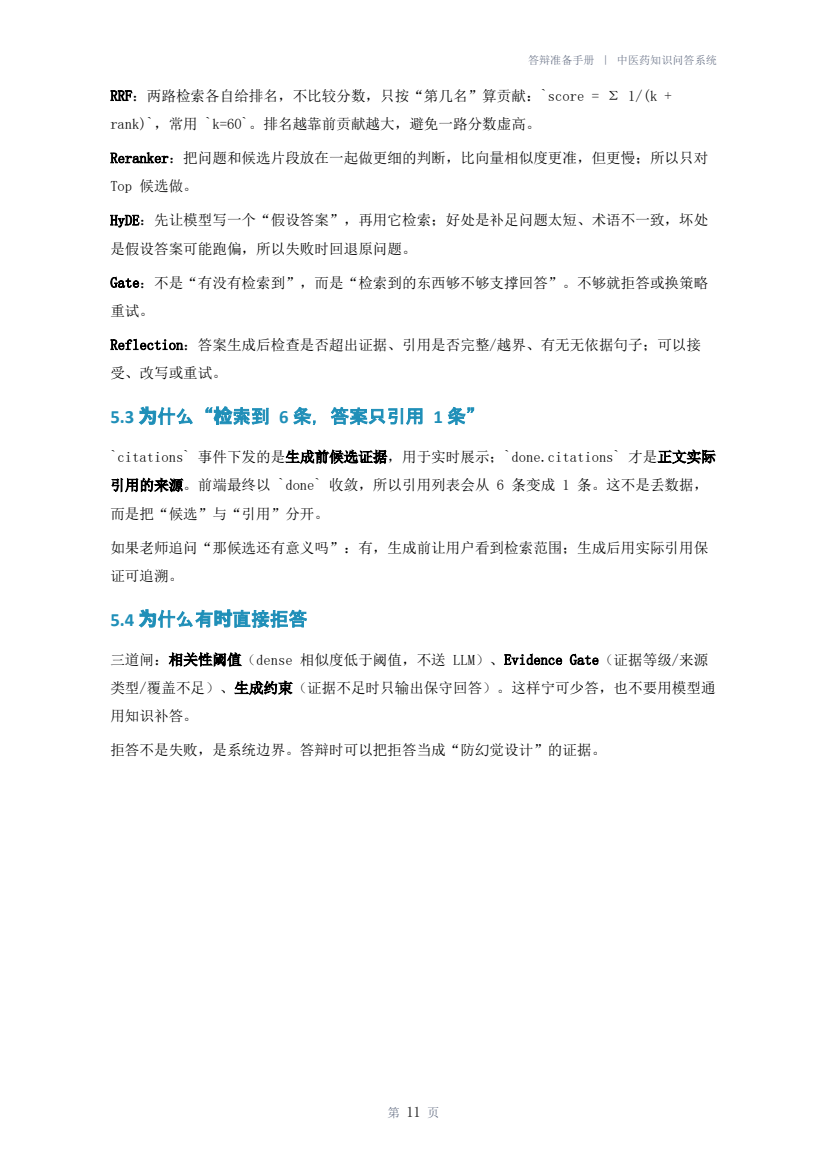 答辩准备手册 | 中医药知识问答系统
RRF：两路检索各自给排名，不比较分数，只按“第几名”算贡献：`score = Σ 1/(k +
rank)`，常用 `k=60`。排名越靠前贡献越大，避免一路分数虚高。
Reranker：把问题和候选片段放在一起做更细的判断，比向量相似度更准，但更慢；所以只对
Top 候选做。
HyDE：先让模型写一个“假设答案”，再用它检索；好处是补足问题太短、术语不一致，坏处
是假设答案可能跑偏，所以失败时回退原问题。
Gate：不是“有没有检索到”，而是“检索到的东西够不够支撑回答”。不够就拒答或换策略
重试。
Reflection：答案生成后检查是否超出证据、引用是否完整/越界、有无无依据句子；可以接
受、改写或重试。
5.3 为什么“检索到 6 条，答案只引用 1 条”
`citations` 事件下发的是生成前候选证据，用于实时展示；`done.citations` 才是正文实际
引用的来源。前端最终以 `done` 收敛，所以引用列表会从 6 条变成 1 条。这不是丢数据，
而是把“候选”与“引用”分开。
如果老师追问“那候选还有意义吗”：有，生成前让用户看到检索范围；生成后用实际引用保
证可追溯。
5.4 为什么有时直接拒答
三道闸：相关性阈值（dense 相似度低于阈值，不送 LLM）、Evidence Gate（证据等级/来源
类型/覆盖不足）、生成约束（证据不足时只输出保守回答）。这样宁可少答，也不要用模型通
用知识补答。
拒答不是失败，是系统边界。答辩时可以把拒答当成“防幻觉设计”的证据。
第 11 页